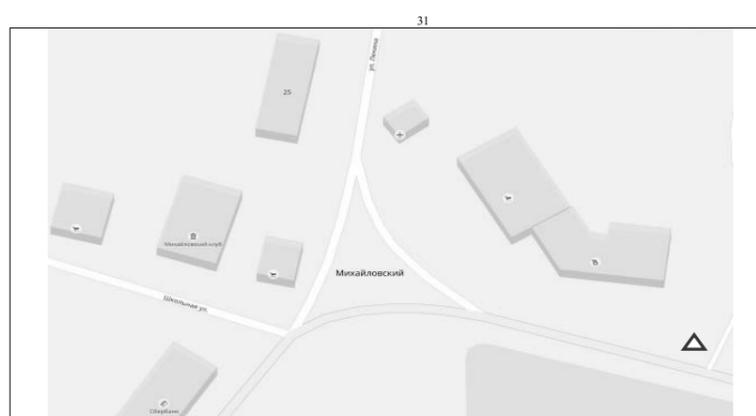 31
ул. Ленина
25
Михайловский клуб
Михайловский
Школьная ул.
Сбербанк